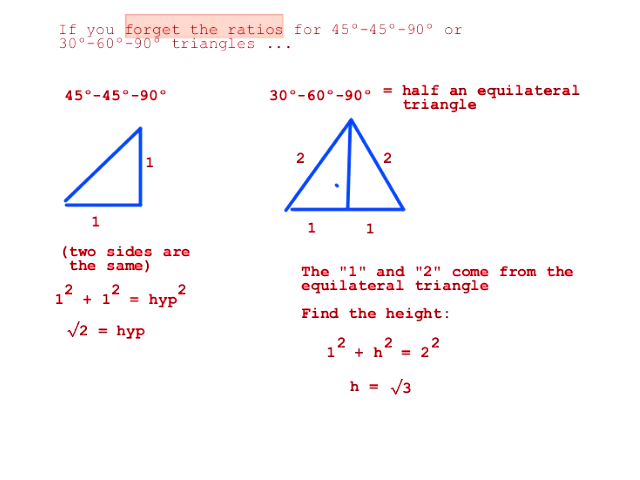 If you forget the ratios for 45°-45°-90° or
30°-60°-90° triangles ...
45°-45°-90°
1
1
(two sides are
the same)
1² + 1² = hyp²
√2 = hyp
30°-60°-90° = half an equilateral
triangle
2 2
1 1
The "1" and "2" come from the
equilateral triangle
Find the height:
1² + h² = 2²
h = √3